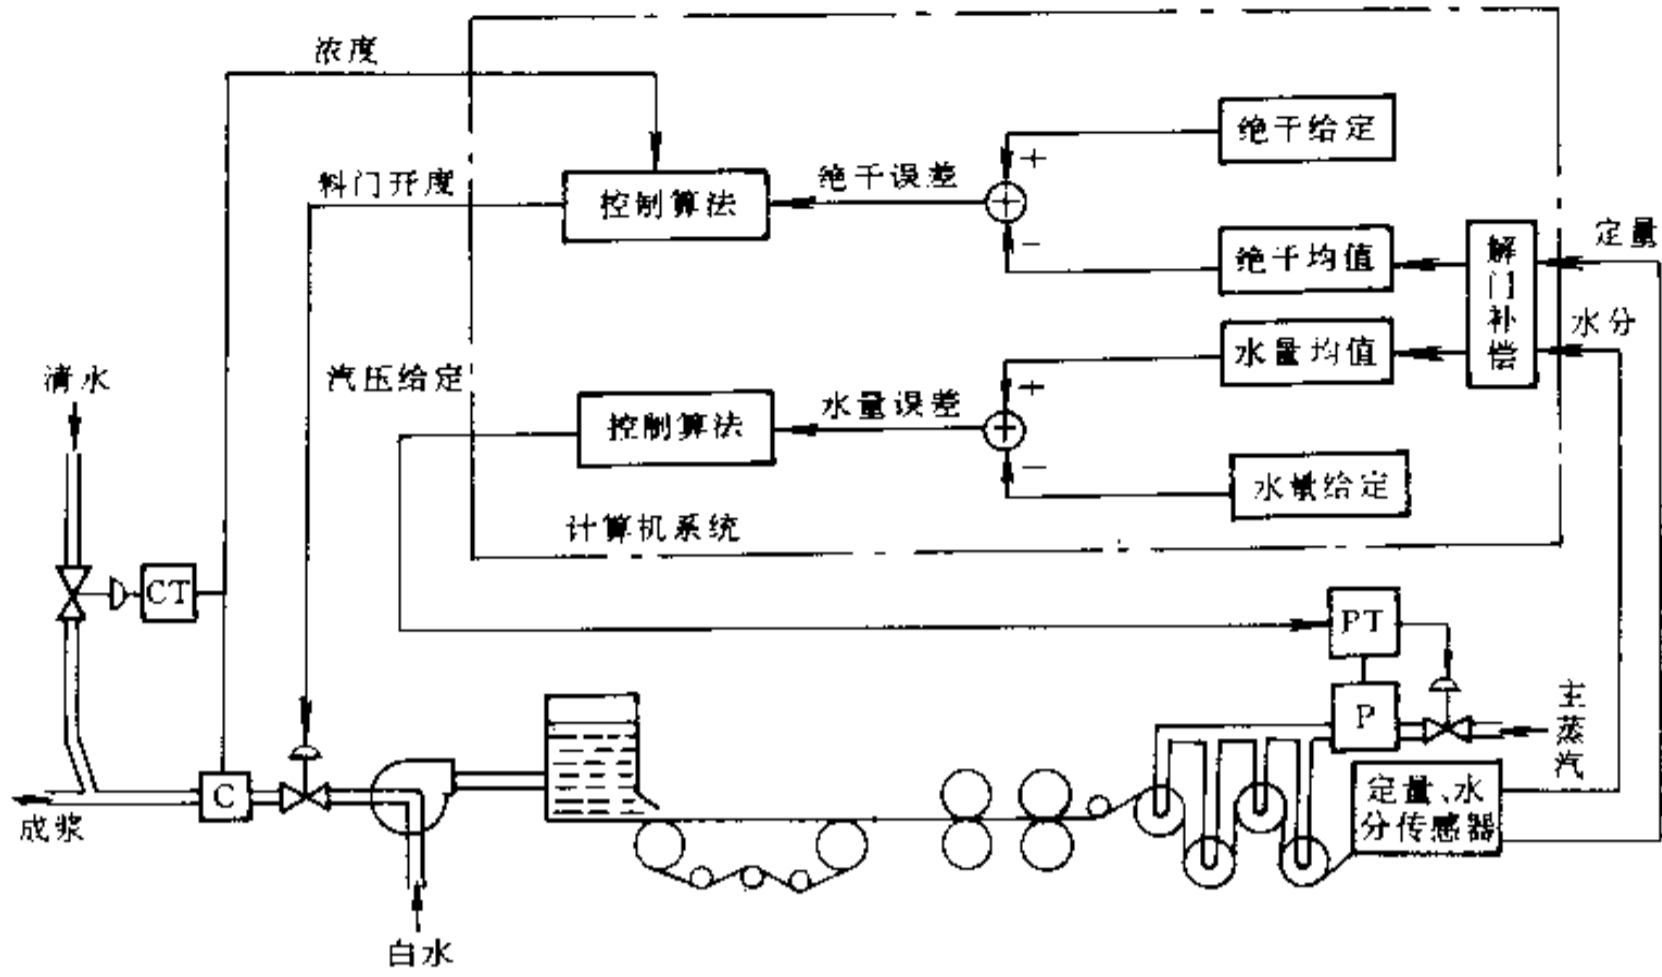 浓度
绝干给定
+
料门开度
控制算法
绝干误差
+
−
绝干均值
解门补偿
定量
水分
清水
汽压给定
控制算法
水量误差
+
+
水量均值
−
水量给定
计算机系统
CT
PT
P
主蒸汽
C
成浆
定量、水
分传感器
白水